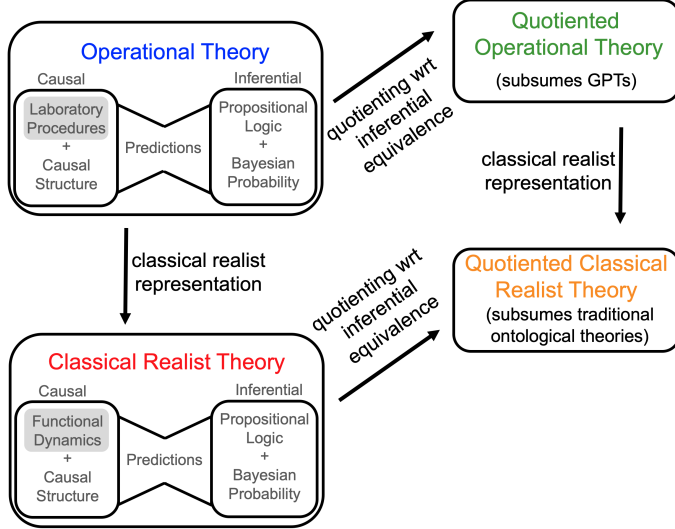 Operational Theory
Causal
Inferential
Laboratory
Procedures
+
Causal
Structure
Predictions
Propositional
Logic
+
Bayesian
Probability
quotienting wrt
inferential
equivalence
Quotiented
Operational Theory
(subsumes GPTs)
classical realist
representation
classical realist
representation
quotienting wrt
inferential
equivalence
Quotiented Classical
Realist Theory
(subsumes traditional
ontological theories)
Classical Realist Theory
Causal
Inferential
Functional
Dynamics
+
Causal
Structure
Predictions
Propositional
Logic
+
Bayesian
Probability